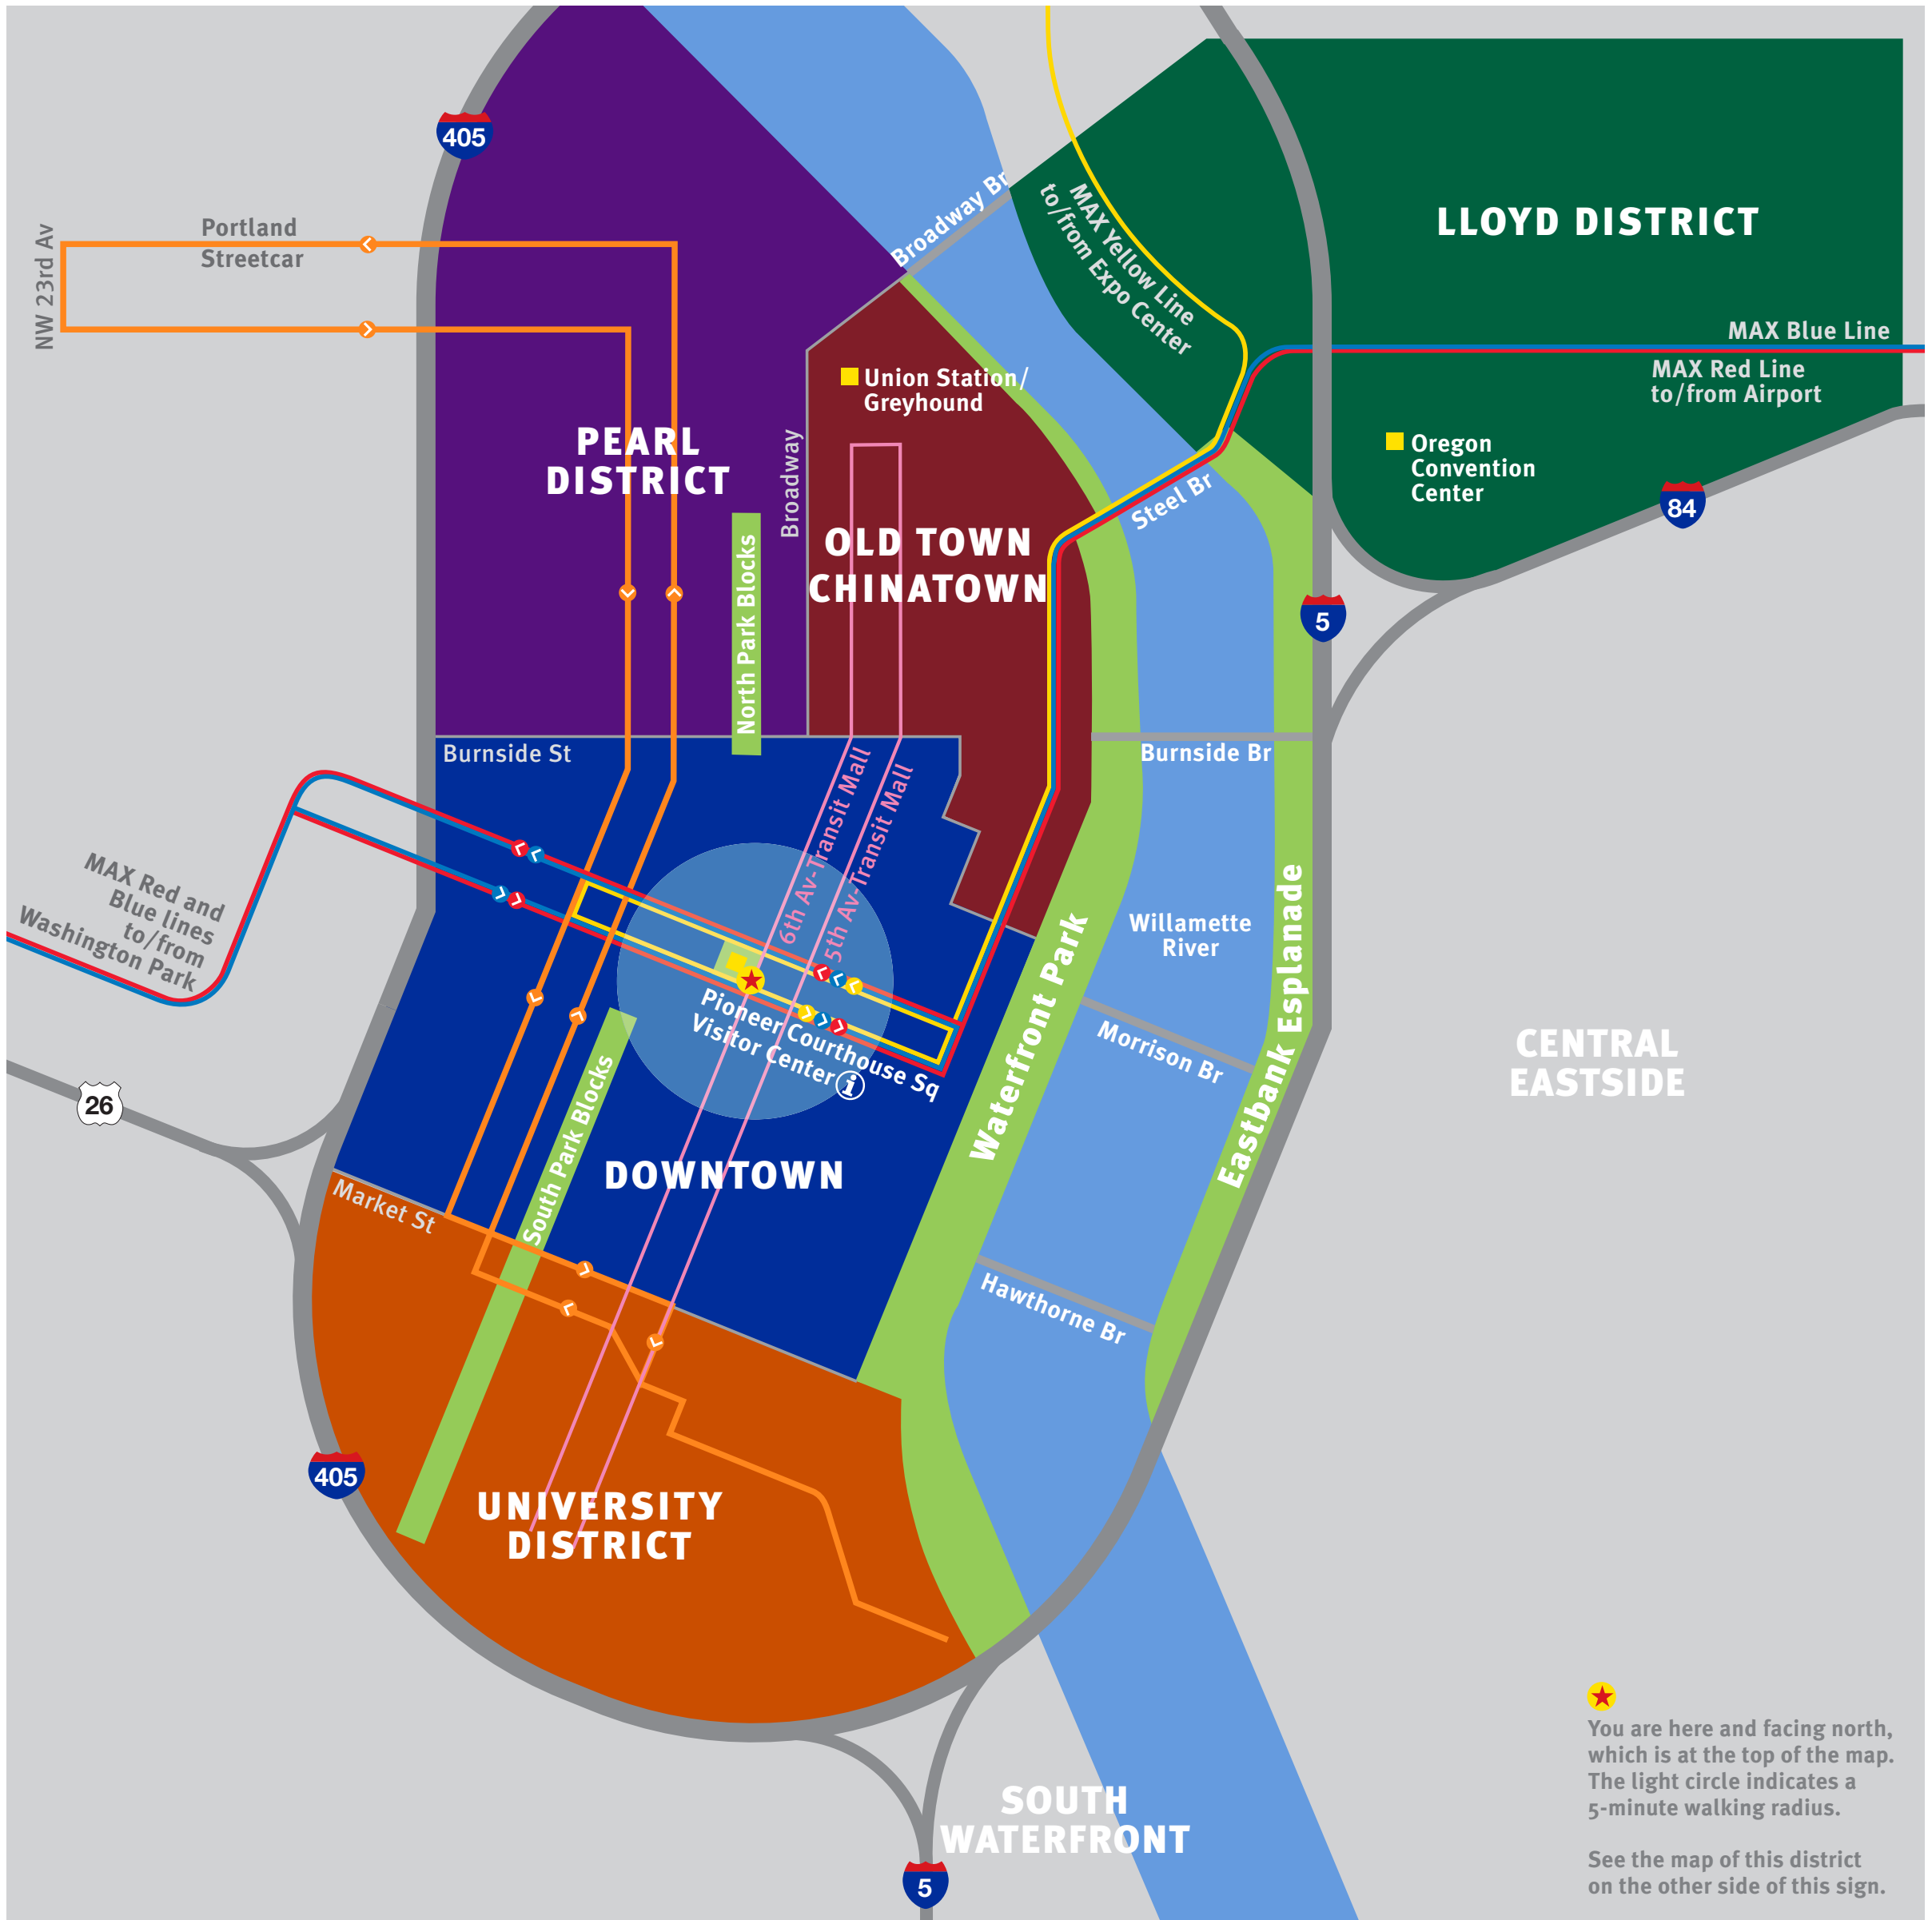 405
Portland
Streetcar
NW 23rd Av
Broadway Br
MAX Yellow Line
to/from Expo Center
LLOYD DISTRICT
MAX Blue Line
MAX Red Line
to/from Airport
Union Station/
Greyhound
PEARL
DISTRICT
Broadway
Oregon
Convention
Center
84
Steel Br
OLD TOWN
CHINATOWN
North Park Blocks
5
Burnside St
Burnside Br
6th Av-Transit Mall
5th Av-Transit Mall
MAX Red and
Blue lines
to/from
Washington Park
Willamette
River
Waterfront Park
Eastbank Esplanade
Pioneer Courthouse Sq
Visitor Center i
Morrison Br
CENTRAL
EASTSIDE
26
South Park Blocks
DOWNTOWN
Market St
Hawthorne Br
405
UNIVERSITY
DISTRICT
You are here and facing north,
which is at the top of the map.
The light circle indicates a
5-minute walking radius.
See the map of this district
on the other side of this sign.
SOUTH
WATERFRONT
5